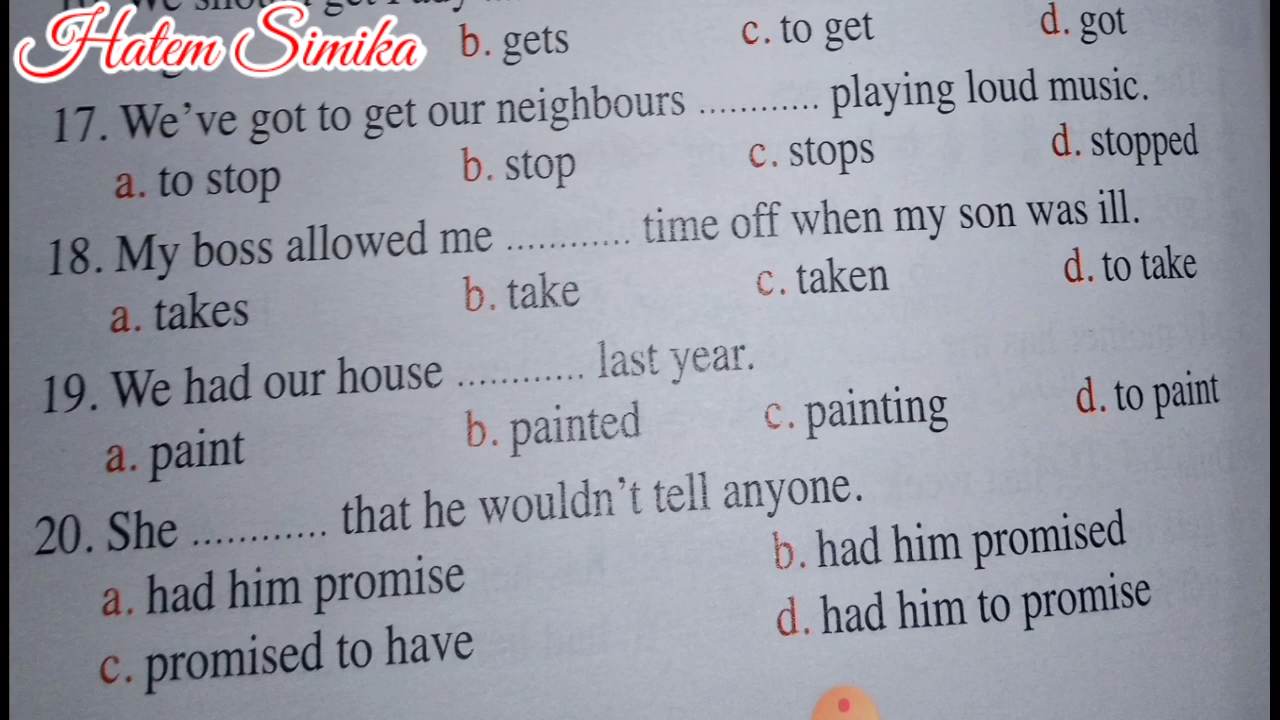 Hatem Simika
b. gets c. to get d. got
17. We've got to get our neighbours ............ playing loud music.
a. to stop b. stop c. stops d. stopped
18. My boss allowed me ............ time off when my son was ill.
a. takes b. take c. taken d. to take
19. We had our house ............ last year.
a. paint b. painted c. painting d. to paint
20. She ............ that he wouldn't tell anyone.
a. had him promise b. had him promised
c. promised to have d. had him to promise